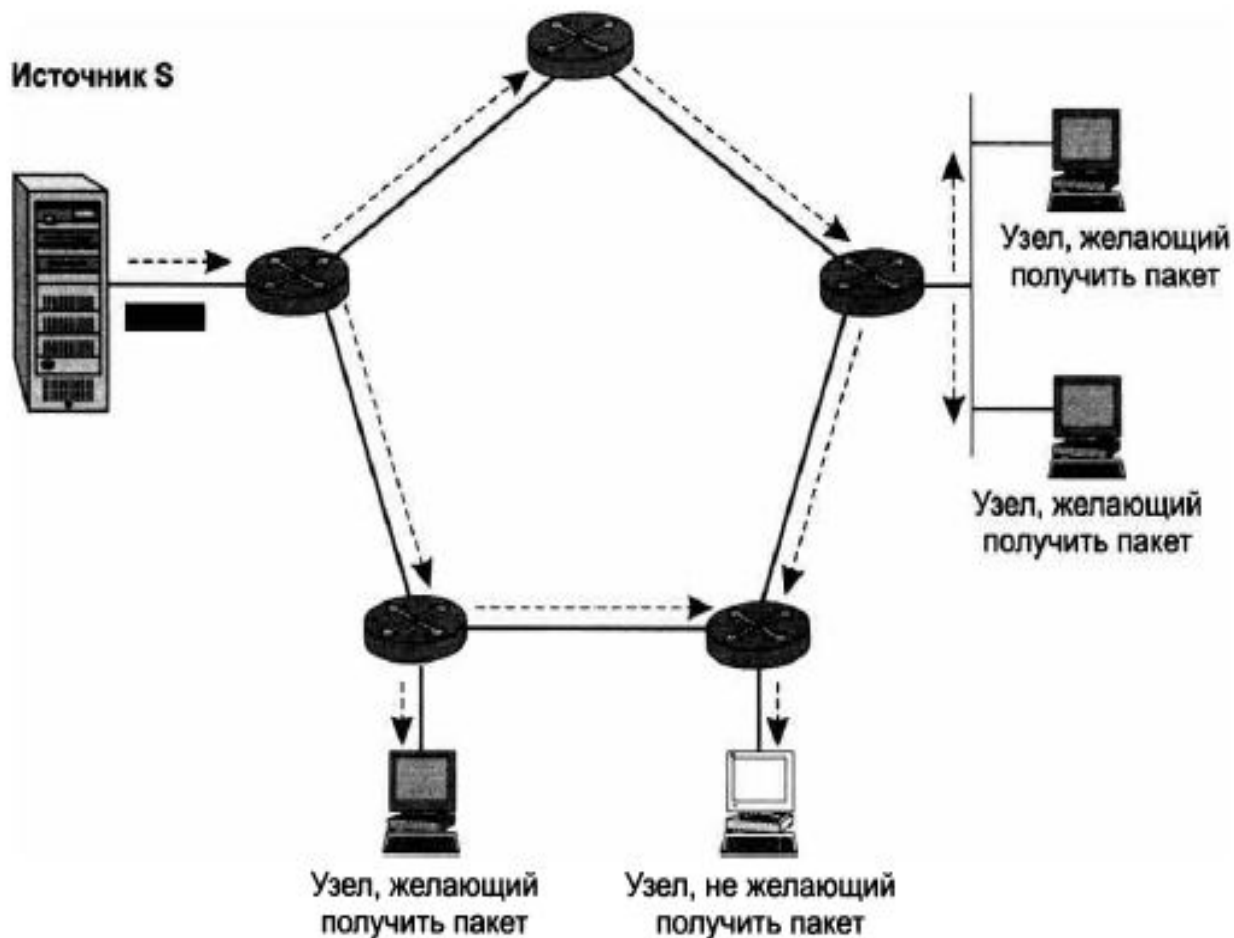 Источник S
Узел, желающий
получить пакет
Узел, желающий
получить пакет
Узел, желающий
получить пакет
Узел, не желающий
получить пакет